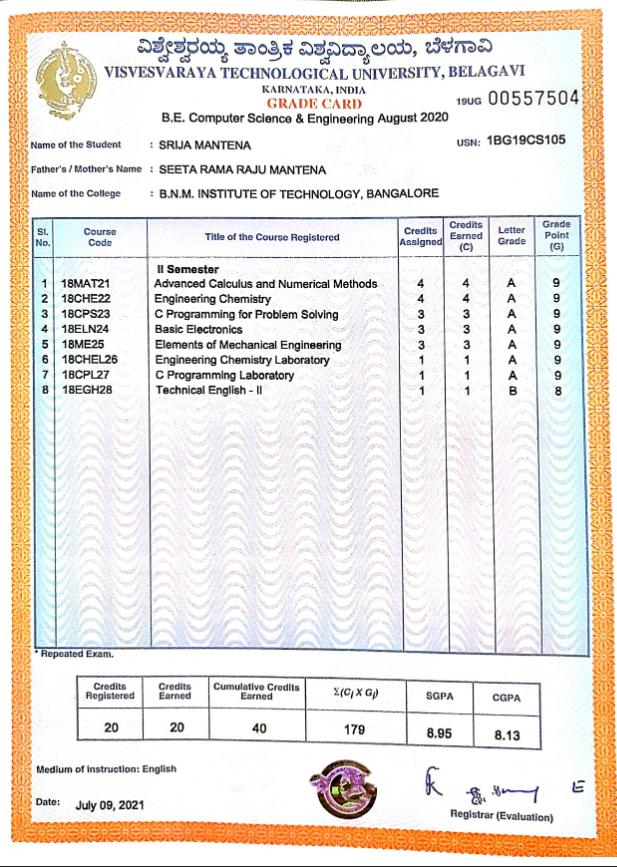 ವಿಶ್ವೇಶ್ವರಯ್ಯ ತಾಂತ್ರಿಕ ವಿಶ್ವವಿದ್ಯಾಲಯ, ಬೆಳಗಾವಿ
VISVESVARAYA TECHNOLOGICAL UNIVERSITY, BELAGAVI
KARNATAKA, INDIA
GRADE CARD
19UG 00557504
B.E. Computer Science & Engineering August 2020
Name of the Student : SRIJA MANTENA USN: 1BG19CS105
Father's / Mother's Name : SEETA RAMA RAJU MANTENA
Name of the College : B.N.M. INSTITUTE OF TECHNOLOGY, BANGALORE
Sl. No. Course Code Title of the Course Registered Credits Assigned Credits Earned (C) Letter Grade Grade Point (G)
II Semester
1 18MAT21 Advanced Calculus and Numerical Methods 4 4 A 9
2 18CHE22 Engineering Chemistry 4 4 A 9
3 18CPS23 C Programming for Problem Solving 3 3 A 9
4 18ELN24 Basic Electronics 3 3 A 9
5 18ME25 Elements of Mechanical Engineering 3 3 A 9
6 18CHEL26 Engineering Chemistry Laboratory 1 1 A 9
7 18CPL27 C Programming Laboratory 1 1 A 9
8 18EGH28 Technical English - II 1 1 B 8
* Repeated Exam.
Credits Registered Credits Earned Cumulative Credits Earned Σ(Ci X Gi) SGPA CGPA
20 20 40 179 8.95 8.13
Medium of instruction: English
Date: July 09, 2021
E
Registrar (Evaluation)